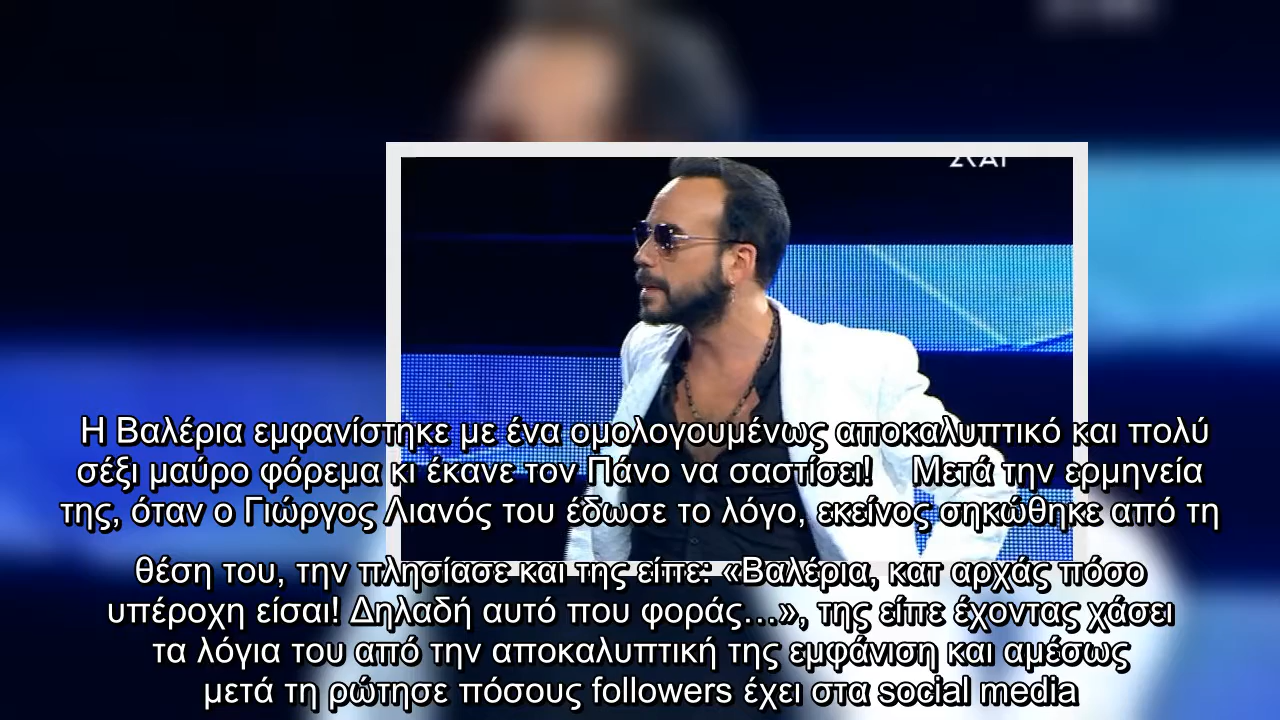 ΣΚΑΪ
Η Βαλέρια εμφανίστηκε με ένα ομολογουμένως αποκαλυπτικό και πολύ
σέξι μαύρο φόρεμα κι έκανε τον Πάνο να σαστίσει! Μετά την ερμηνεία
της, όταν ο Γιώργος Λιανός του έδωσε το λόγο, εκείνος σηκώθηκε από τη
θέση του, την πλησίασε και της είπε: «Βαλέρια, κατ αρχάς πόσο
υπέροχη είσαι! Δηλαδή αυτό που φοράς…», της είπε έχοντας χάσει
τα λόγια του από την αποκαλυπτική της εμφάνιση και αμέσως
μετά τη ρώτησε πόσους followers έχει στα social media